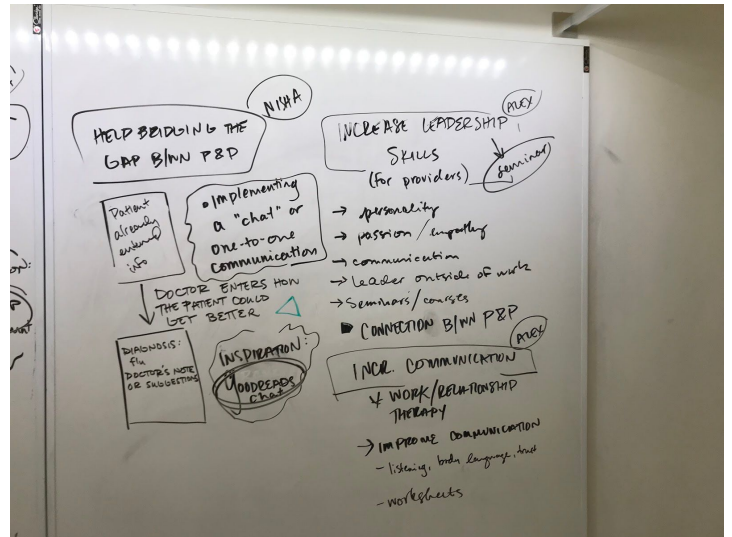 NISHA
HELP BRIDGING THE
GAP B/WN P&P
Patient
already
entered
info
• Implementing
a "chat" or
one-to-one
communication
DOCTOR ENTERS HOW
THE PATIENT COULD
GET BETTER
DIAGNOSIS:
flu
DOCTOR'S NOTE
OR SUGGESTIONS
INSPIRATION:
GOODREADS
chat
ALEX
INCREASE LEADERSHIP
SKILLS
(for providers)
seminar
→ personality
→ passion/empathy
→ communication
→ leader outside of work
→ Seminars/courses
CONNECTION B/WN P&P
ALEX
INCR. COMMUNICATION
WORK/RELATIONSHIP
THERAPY
→ IMPROVE COMMUNICATION
- listening, body language, trust
- worksheets